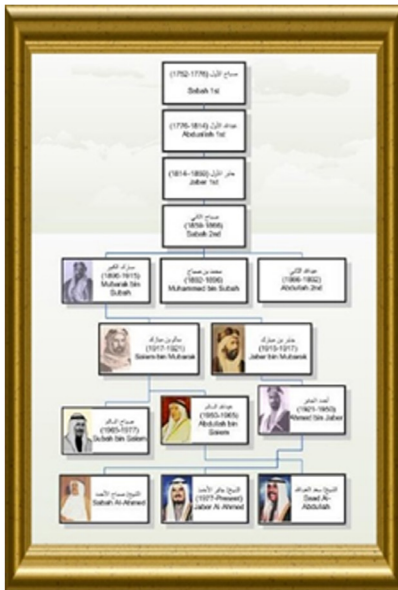 صباح الأول (1752-1776)
Sabah 1st
عبدالله الأول (1776-1814)
Abdualah 1st
جابر الأول (1814-1859)
Jaber 1st
صباح الثاني
(1859-1866)
Sabah 2nd
مبارك الكبير
(1896-1915)
Mubarak bin
Subah
محمد بن صباح
(1892-1896)
Muhammed bin Subah
عبدالله الثاني
(1866-1892)
Abdulah 2nd
سالم بن مبارك
(1917-1921)
Salem bin Mubarak
جابر بن مبارك
(1915-1917)
Jaber bin Mubarak
صباح السالم
(1965-1977)
Subah bin Salem
عبدالله السالم
(1950-1965)
Abdullah bin
Salem
أحمد الجابر
(1921-1950)
Ahmed bin Jaber
الشيخ/ صباح الأحمد
Sabah Al-Ahmed
الشيخ/ جابر الأحمد
(1977-Present)
Jaber Al Ahmed
الشيخ/ سعد العبدالله
Saad Al-
Abdulah